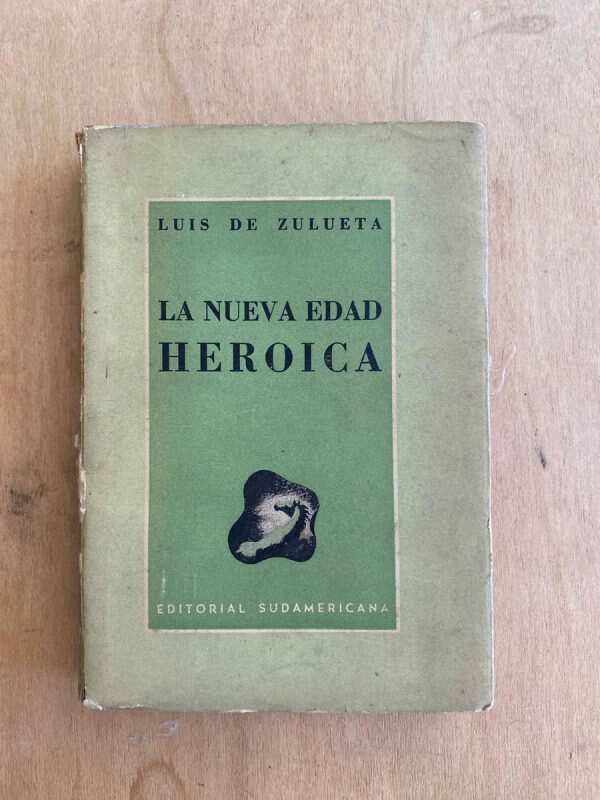 LUIS DE ZULUETA
LA NUEVA EDAD
HEROICA
EDITORIAL SUDAMERICANA